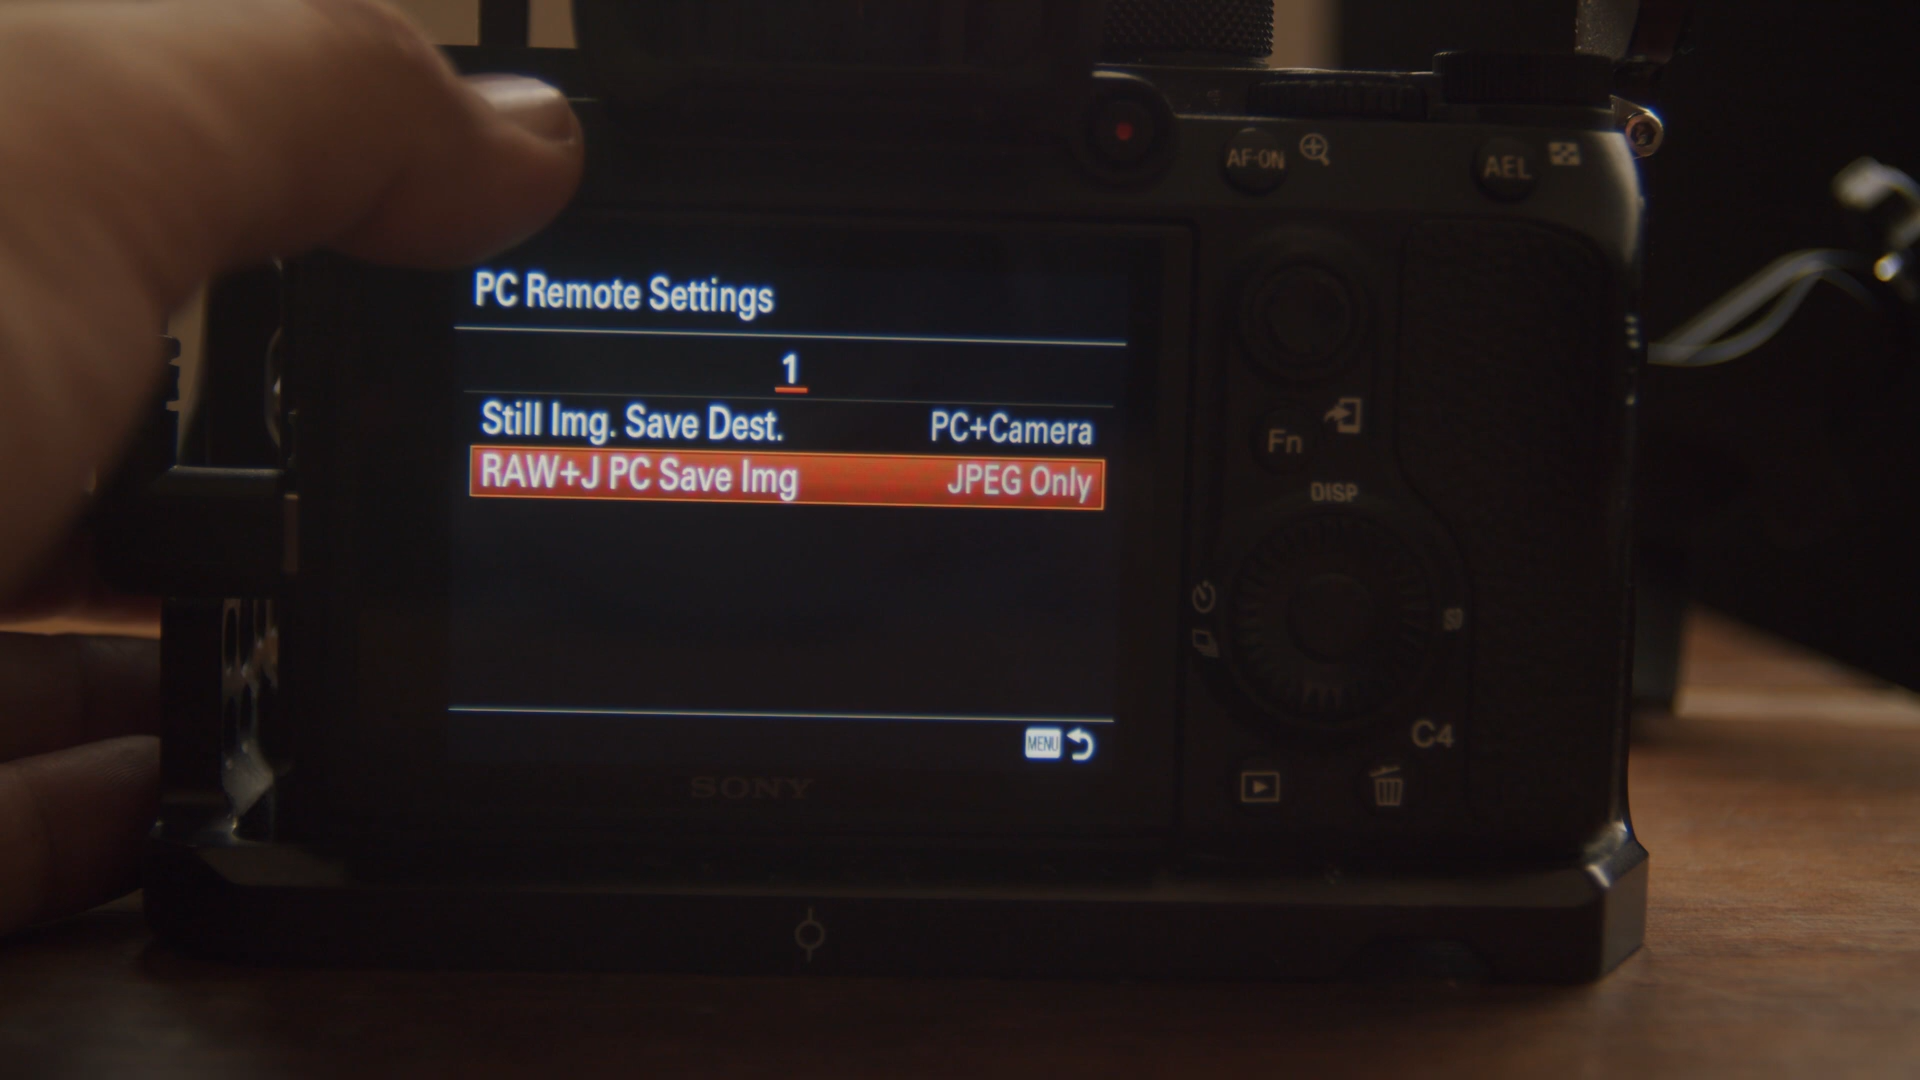 AF-ON
AEL
PC Remote Settings
1
Still Img. Save Dest. PC+Camera
RAW+J PC Save Img JPEG Only
Fn
DISP
MENU
C4
SONY